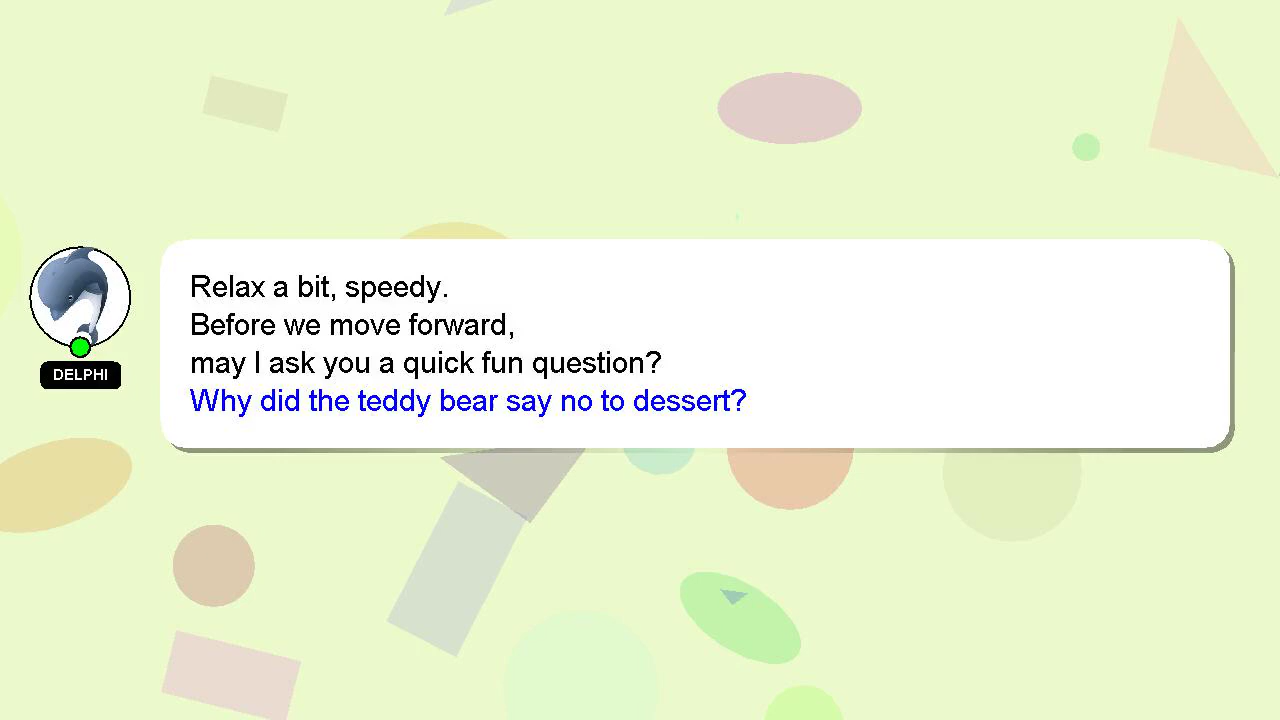 Relax a bit, speedy.
Before we move forward,
may I ask you a quick fun question?
Why did the teddy bear say no to dessert?
DELPHI